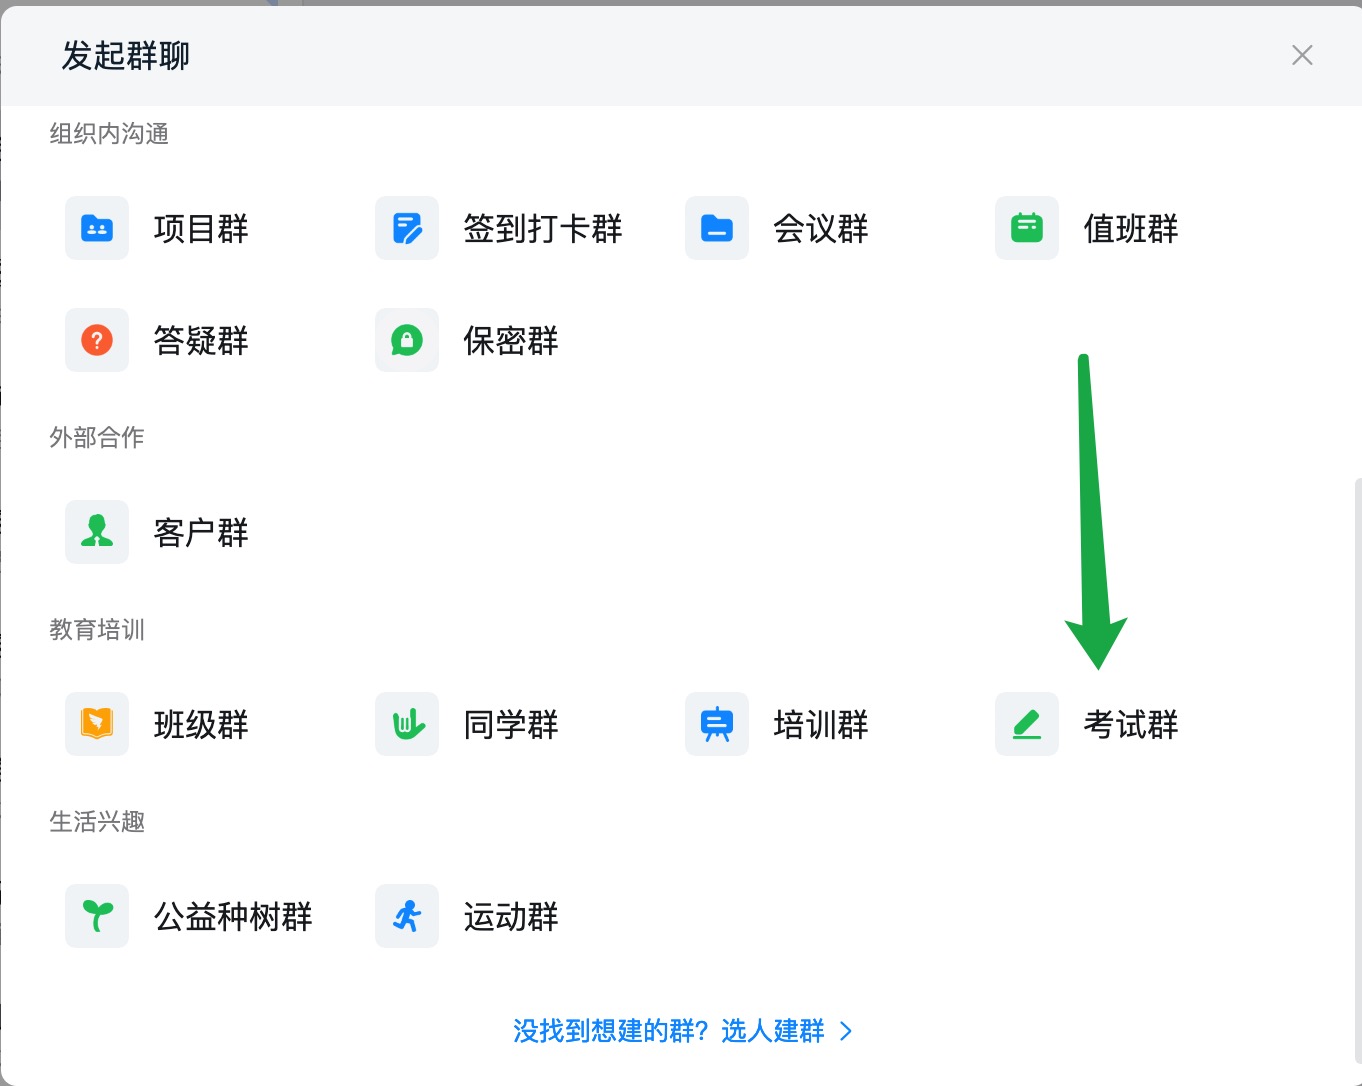 发起群聊
组织内沟通
项目群 签到打卡群 会议群 值班群
答疑群 保密群
外部合作
客户群
教育培训
班级群 同学群 培训群 考试群
生活兴趣
公益种树群 运动群
没找到想建的群？选人建群